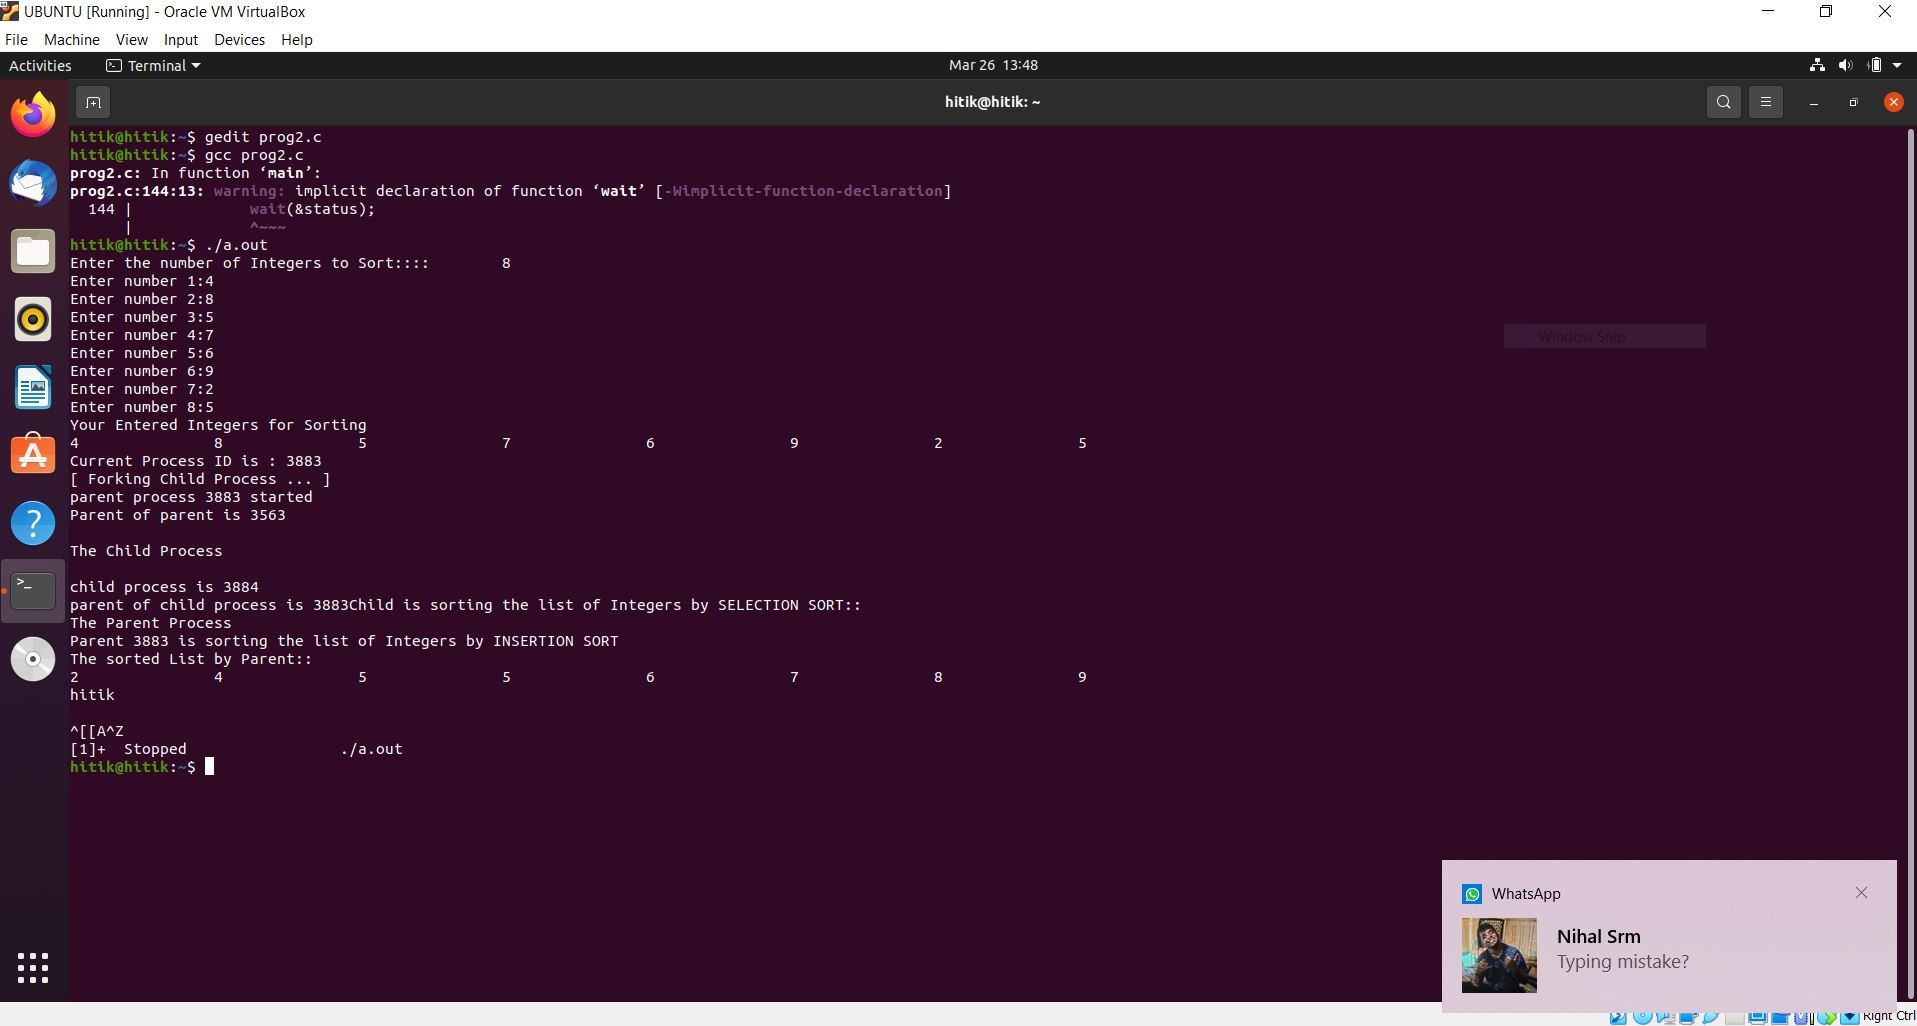 UBUNTU [Running] - Oracle VM VirtualBox
File Machine View Input Devices Help
Activities Terminal Mar 26 13:48
hitik@hitik: ~
hitik@hitik:~$ gedit prog2.c
hitik@hitik:~$ gcc prog2.c
prog2.c: In function ‘main’:
prog2.c:144:13: warning: implicit declaration of function ‘wait’ [-Wimplicit-function-declaration]
144 | wait(&status);
| ^~~~
hitik@hitik:~$ ./a.out
Enter the number of Integers to Sort:::: 8
Enter number 1:4
Enter number 2:8
Enter number 3:5
Enter number 4:7
Enter number 5:6
Enter number 6:9
Enter number 7:2
Enter number 8:5
Your Entered Integers for Sorting
4 8 5 7 6 9 2 5
Current Process ID is : 3883
[ Forking Child Process ... ]
parent process 3883 started
Parent of parent is 3563
The Child Process
child process is 3884
parent of child process is 3883Child is sorting the list of Integers by SELECTION SORT::
The Parent Process
Parent 3883 is sorting the list of Integers by INSERTION SORT
The sorted List by Parent::
2 4 5 5 6 7 8 9
hitik
^[[A^Z
[1]+ Stopped ./a.out
hitik@hitik:~$
Window Snip
WhatsApp
Nihal Srm
Typing mistake?
Right Ctrl